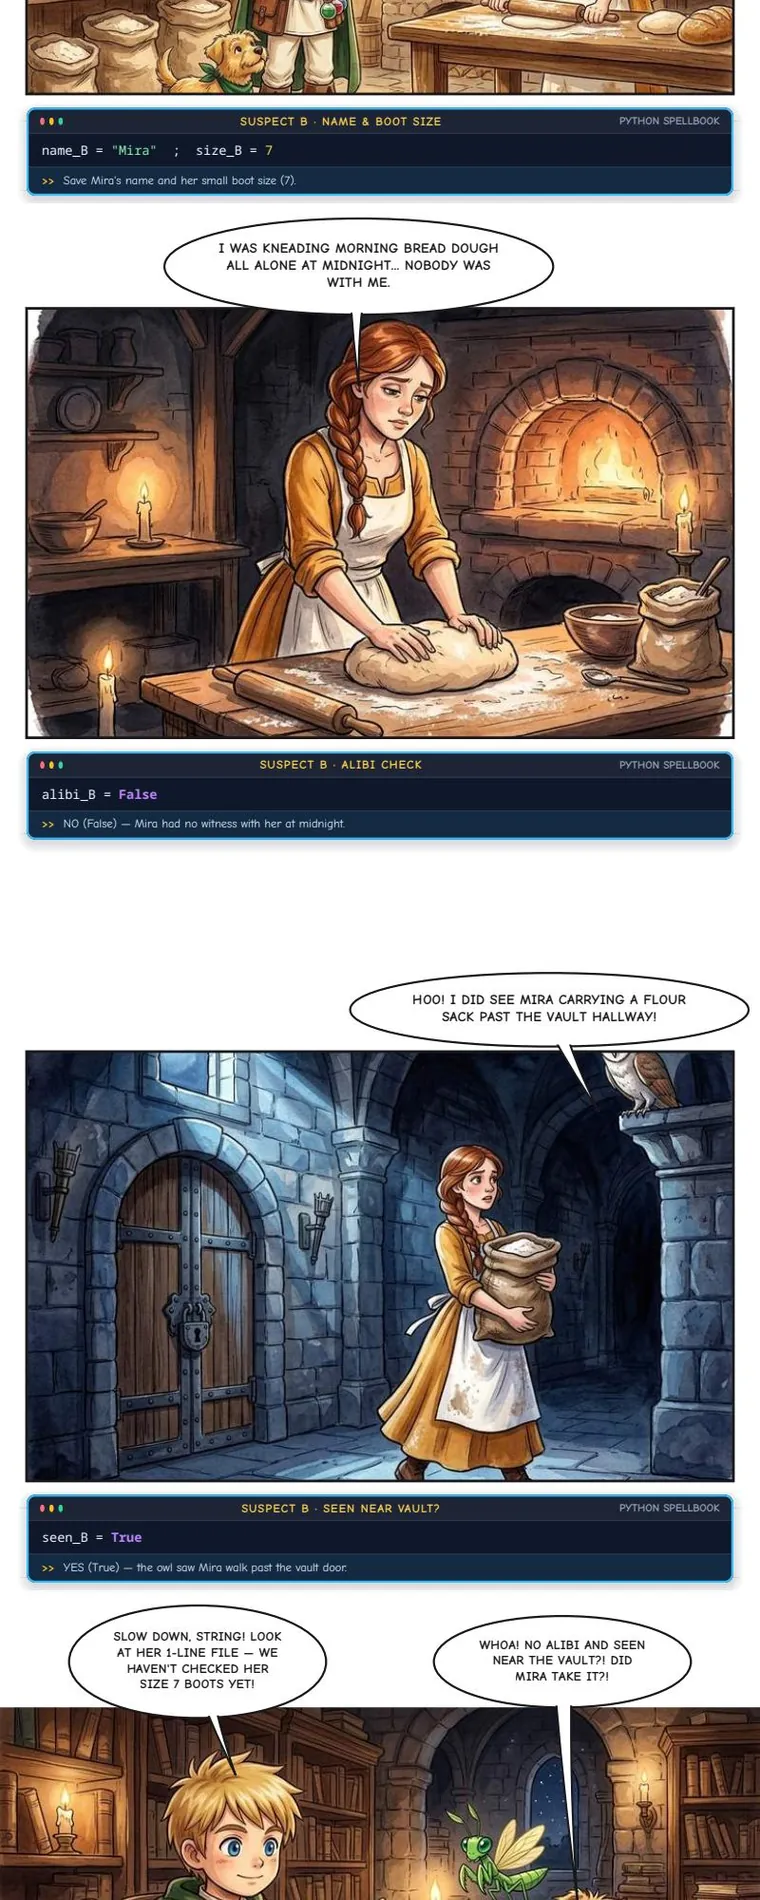 SUSPECT B · NAME & BOOT SIZE
PYTHON SPELLBOOK
name_B = "Mira"  ;  size_B = 7
>> Save Mira's name and her small boot size (7).
I WAS KNEADING MORNING BREAD DOUGH
ALL ALONE AT MIDNIGHT... NOBODY WAS
WITH ME.
SUSPECT B · ALIBI CHECK
PYTHON SPELLBOOK
alibi_B = False
>> NO (False) — Mira had no witness with her at midnight.
HOO! I DID SEE MIRA CARRYING A FLOUR
SACK PAST THE VAULT HALLWAY!
SUSPECT B · SEEN NEAR VAULT?
PYTHON SPELLBOOK
seen_B = True
>> YES (True) — the owl saw Mira walk past the vault door.
SLOW DOWN, STRING! LOOK
AT HER 1-LINE FILE — WE
HAVEN'T CHECKED HER
SIZE 7 BOOTS YET!
WHOA! NO ALIBI AND SEEN
NEAR THE VAULT?! DID
MIRA TAKE IT?!